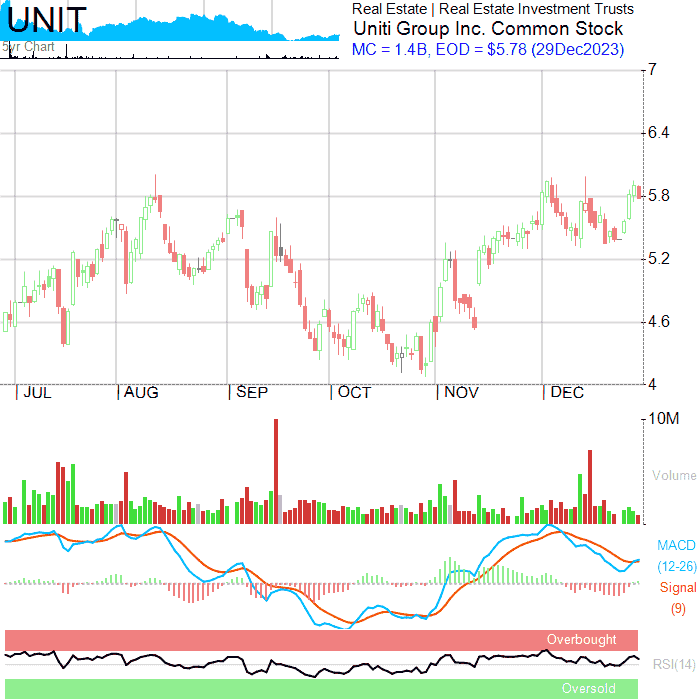 UNIT
5yr Chart
Real Estate | Real Estate Investment Trusts
Uniti Group Inc. Common Stock
MC = 1.4B, EOD = $5.78 (29Dec2023)
7
6.4
5.8
5.2
4.6
4
JUL
AUG
SEP
OCT
NOV
DEC
10M
Volume
MACD
(12-26)
Signal
(9)
Overbought
RSI(14)
Oversold